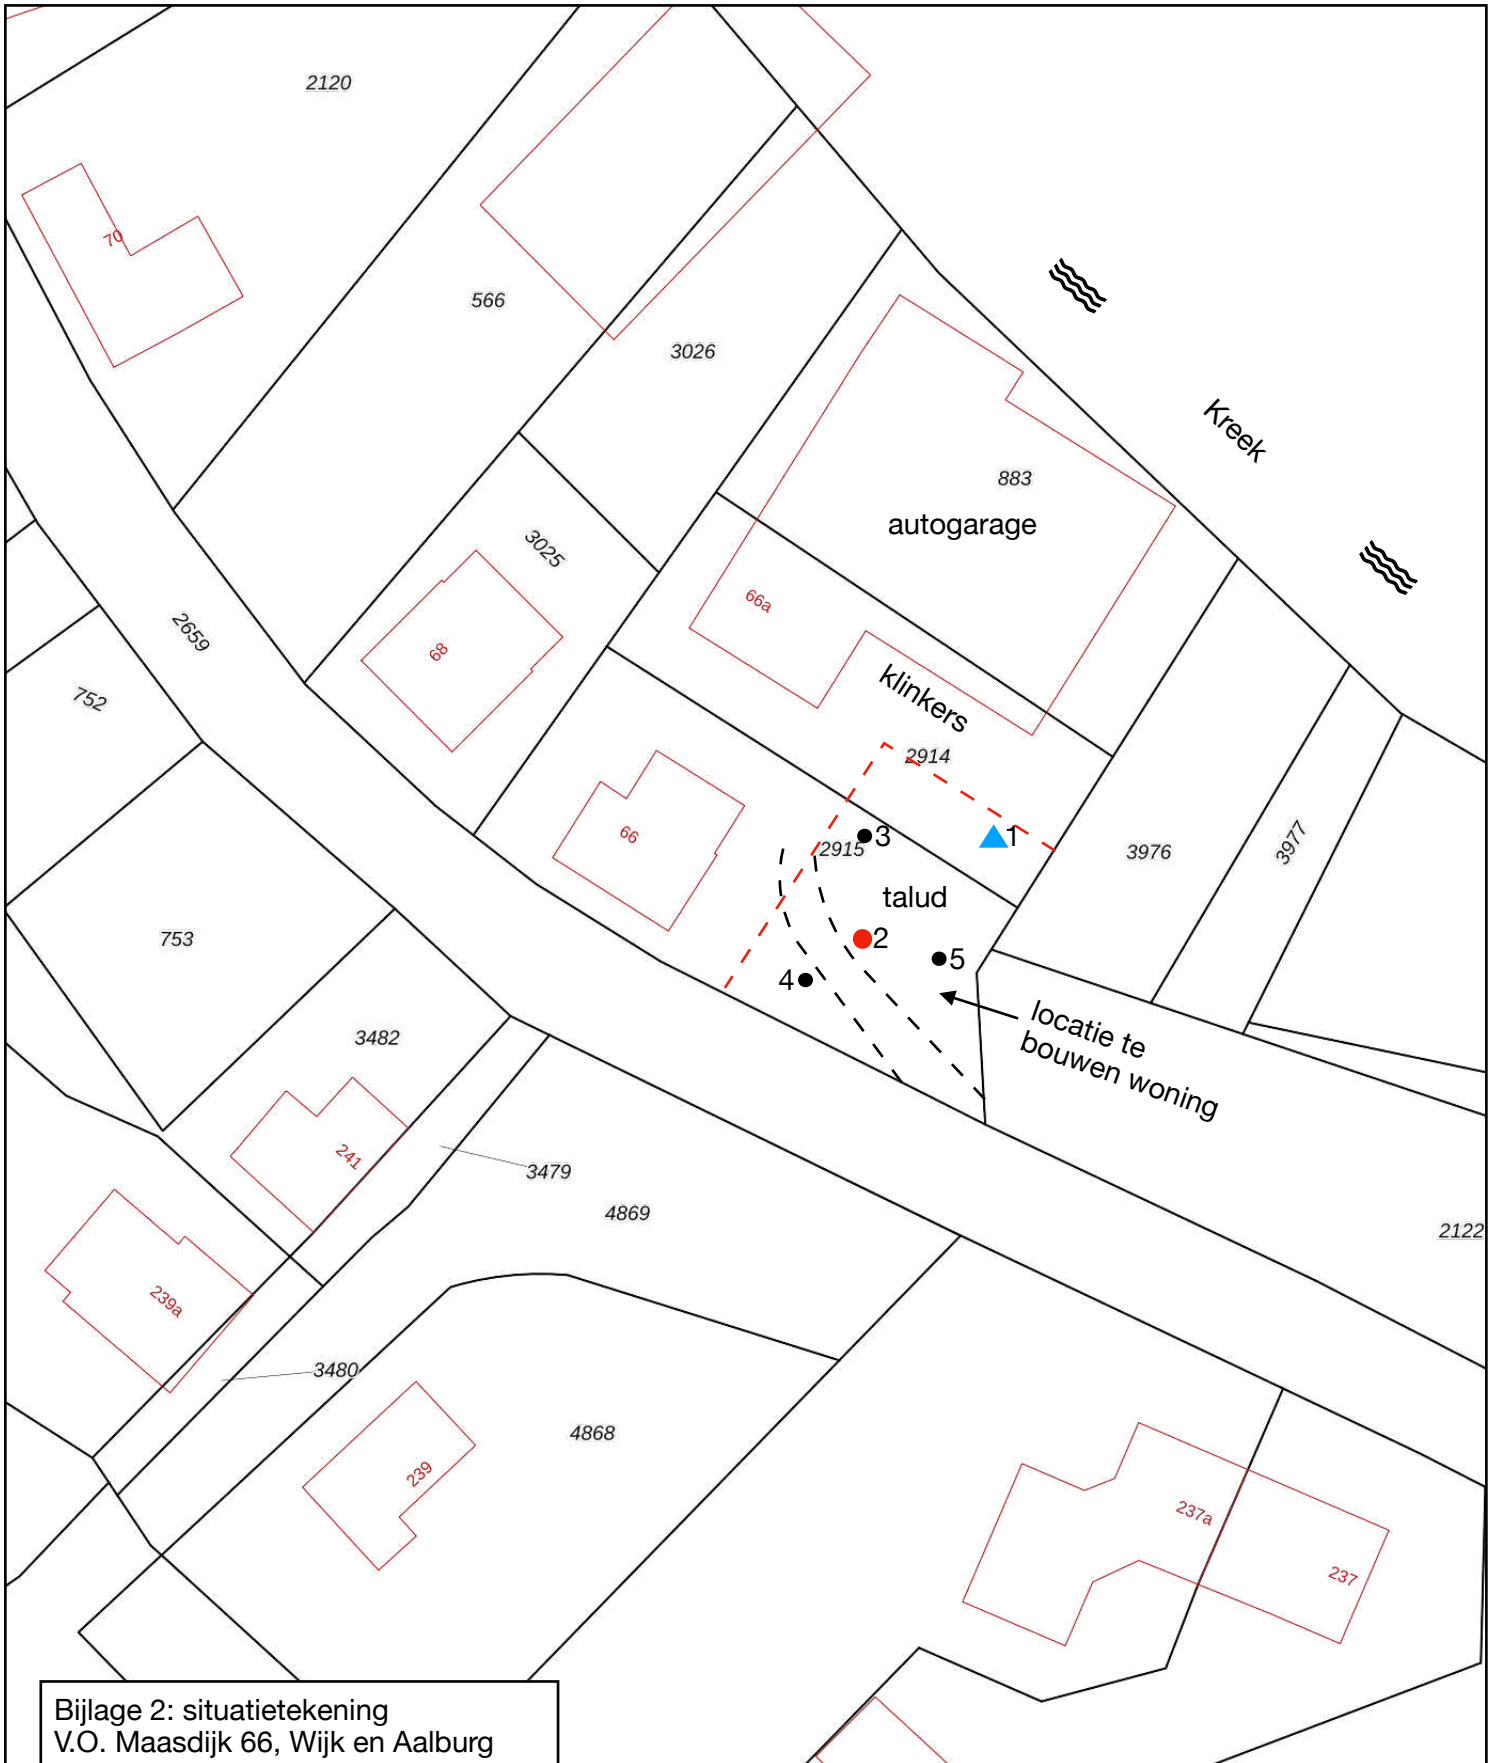 2120
70
566
3026
Kreek
883
autogarage
3025
66a
68
2659
klinkers
752
2914
66
3
1
2915
3976
3977
talud
753
2
5
4
locatie te
bouwen woning
3482
241
3479
4869
2122
239a
3480
4868
239
237a
237
Bijlage 2: situatietekening
V.O. Maasdijk 66, Wijk en Aalburg